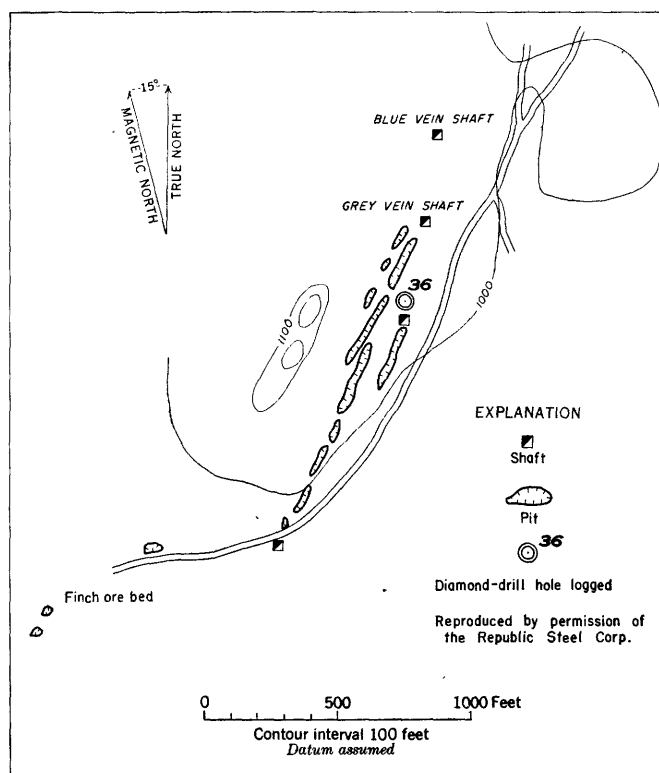 15°
MAGNETIC NORTH
TRUE NORTH
BLUE VEIN SHAFT
GREY VEIN SHAFT
36
1100
1000
EXPLANATION
Shaft
Pit
36
Diamond-drill hole logged
Reproduced by permission of
the Republic Steel Corp.
Finch ore bed
0 500 1000 Feet
Contour interval 100 feet
Datum assumed